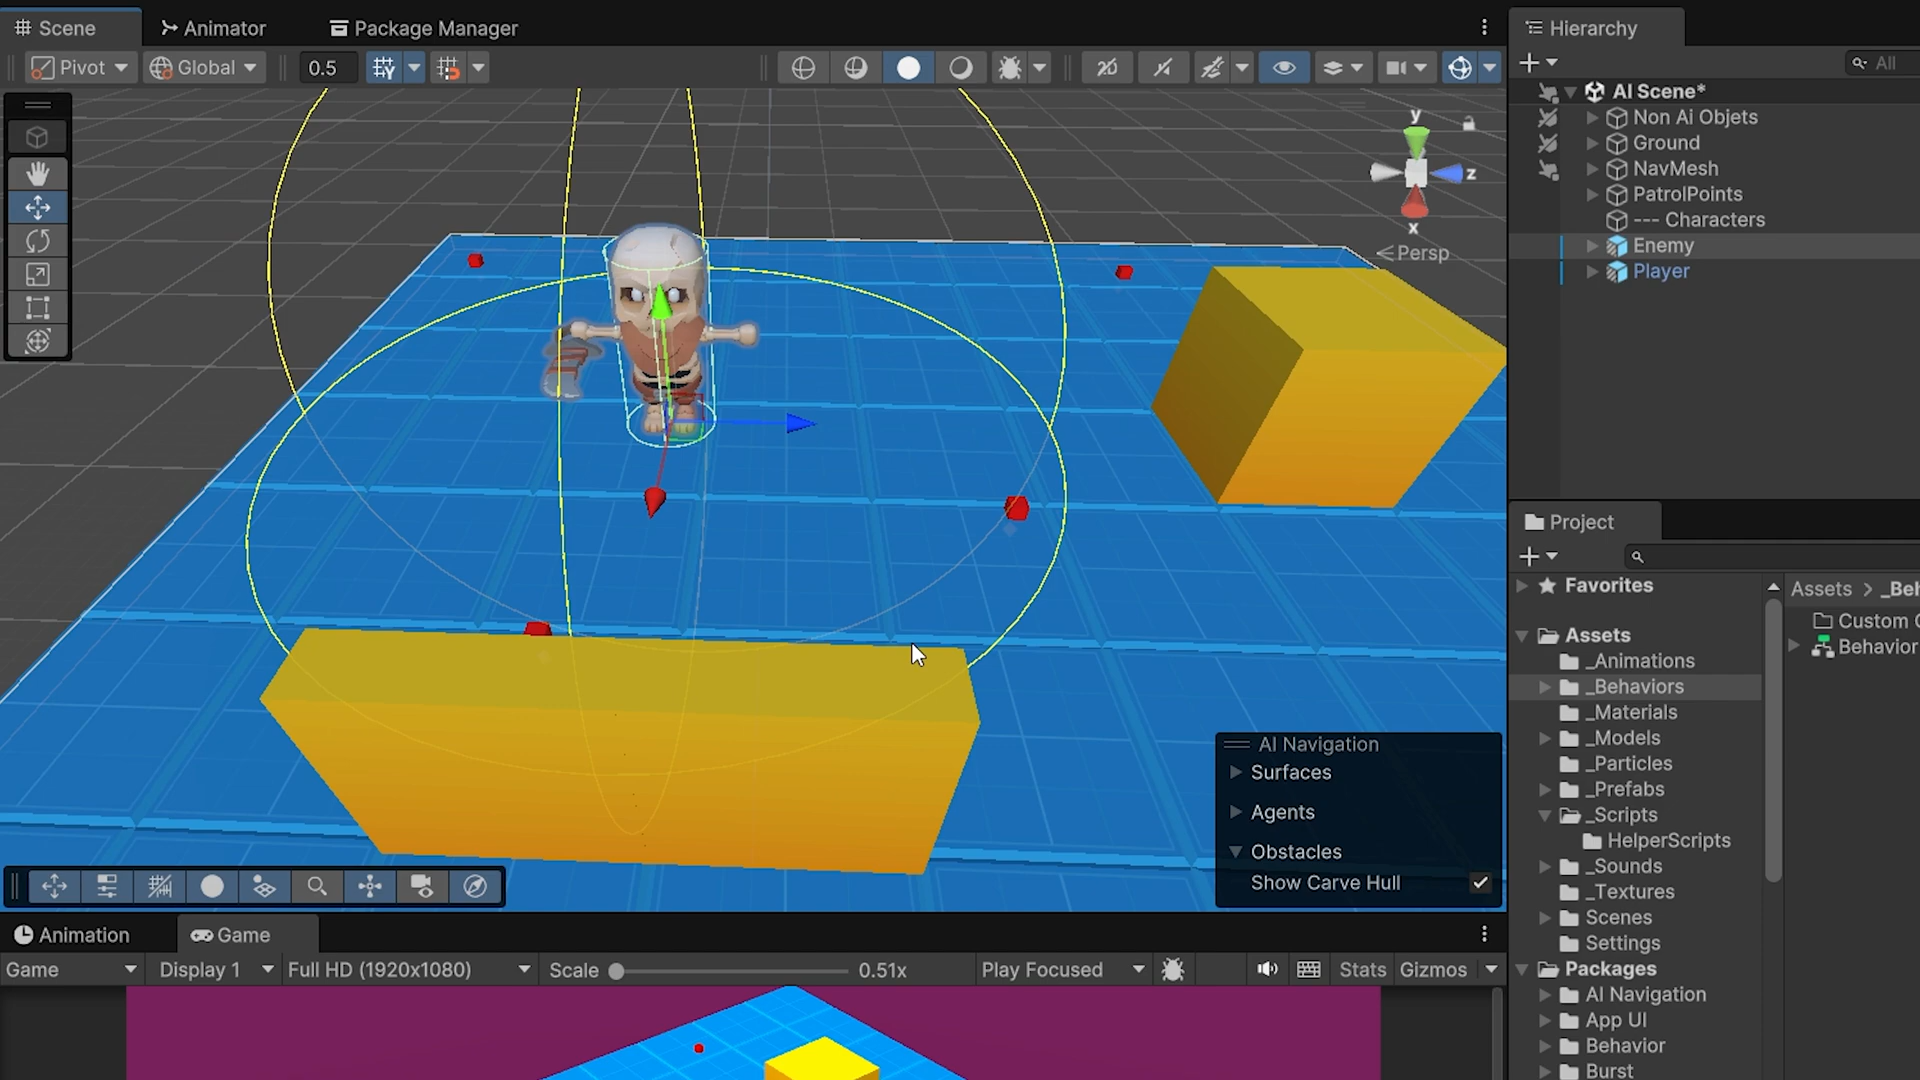 Scene
Animator
Package Manager
Pivot
Global
0.5
2D
y
z
x
Persp
AI Navigation
Surfaces
Agents
Obstacles
Show Carve Hull
Animation
Game
Game
Display 1
Full HD (1920x1080)
Scale
0.51x
Play Focused
Stats
Gizmos
Hierarchy
All
AI Scene*
Non Ai Objets
Ground
NavMesh
PatrolPoints
--- Characters
Enemy
Player
Project
Favorites
Assets
_Animations
_Behaviors
_Materials
_Models
_Particles
_Prefabs
_Scripts
HelperScripts
_Sounds
_Textures
Scenes
Settings
Packages
AI Navigation
App UI
Behavior
Burst
Assets > _Beh
Custom C
Behavior